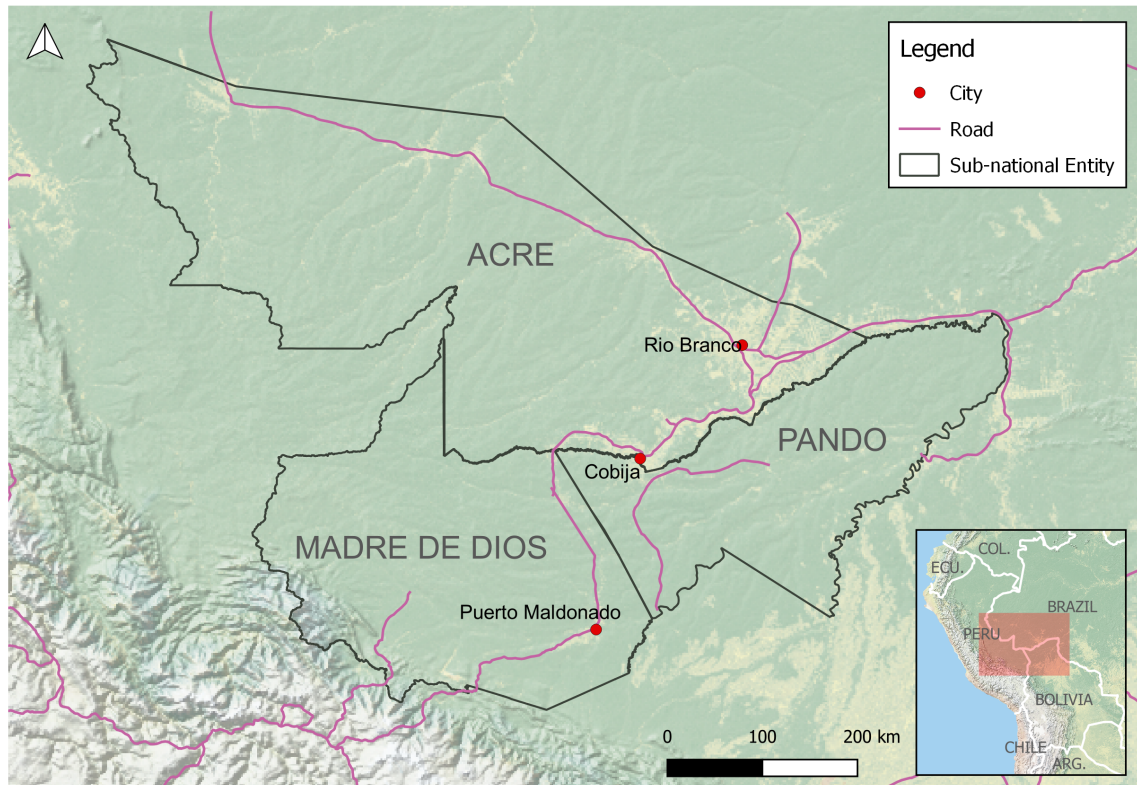 Legend
City
Road
Sub-national Entity
ACRE
Rio Branco
PANDO
Cobija
MADRE DE DIOS
Puerto Maldonado
0 100 200 km
COL.
ECU.
BRAZIL
PERU
BOLIVIA
CHILE
ARG.